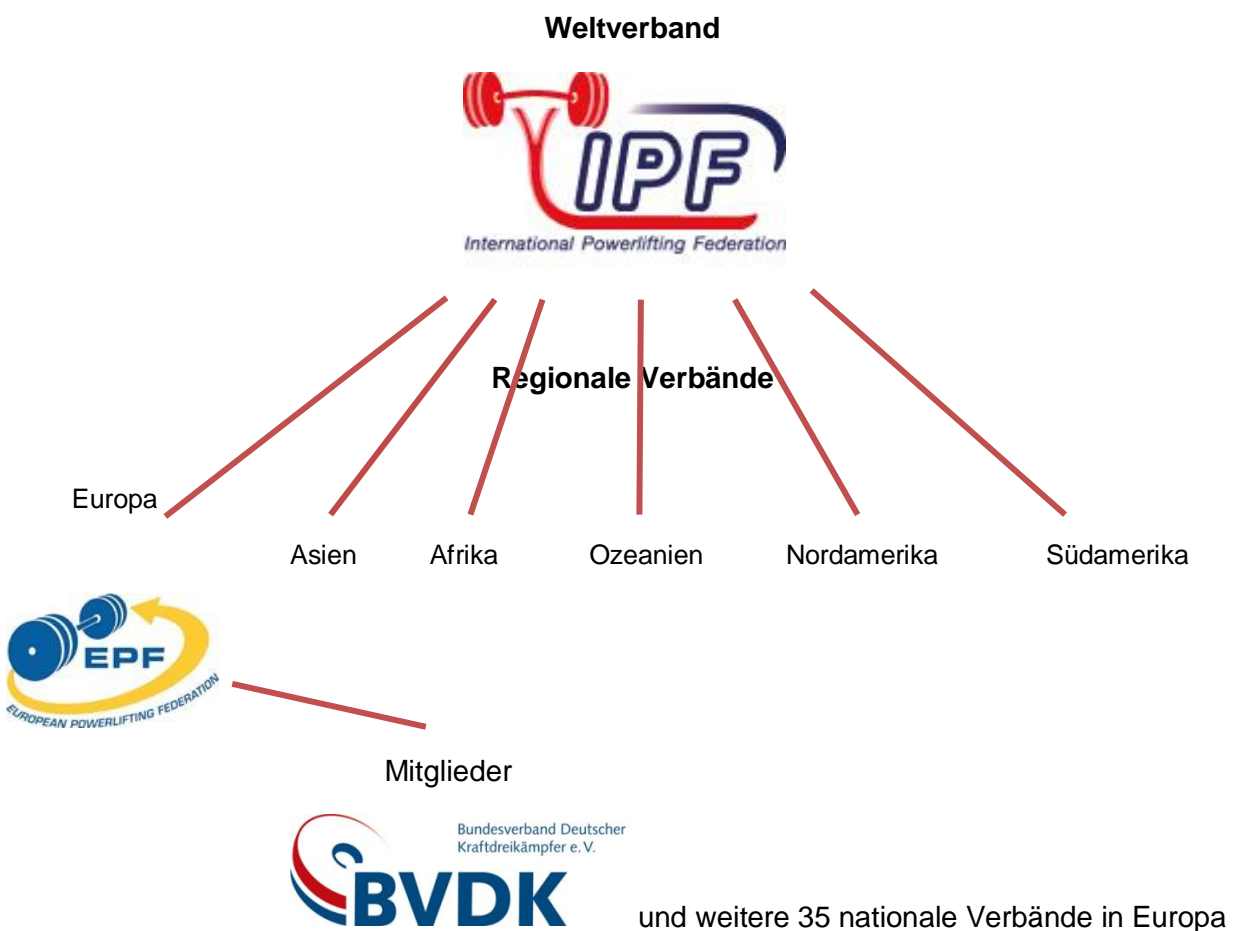 Weltverband
IPF
International Powerlifting Federation
Regionale Verbände
Europa
Asien Afrika Ozeanien Nordamerika Südamerika
EPF
EUROPEAN POWERLIFTING FEDERATION
Mitglieder
Bundesverband Deutscher
Kraftdreikämpfer e. V.
BVDK
und weitere 35 nationale Verbände in Europa